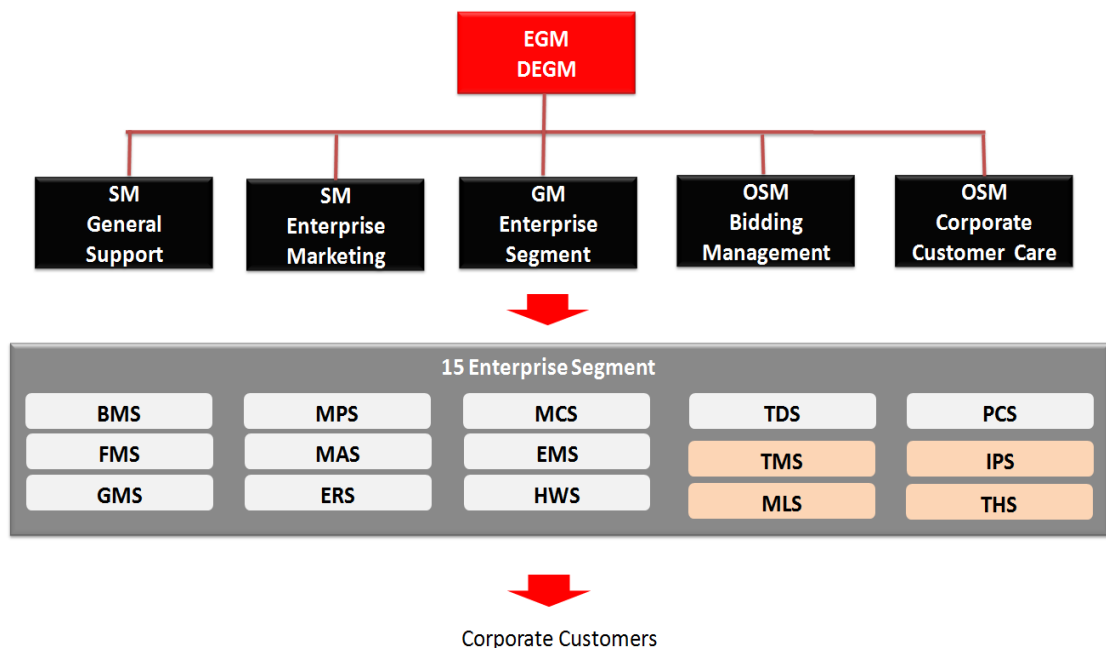 EGM
DEGM
SM
General
Support
SM
Enterprise
Marketing
GM
Enterprise
Segment
OSM
Bidding
Management
OSM
Corporate
Customer Care
15 Enterprise Segment
BMS
MPS
MCS
TDS
PCS
FMS
MAS
EMS
TMS
IPS
GMS
ERS
HWS
MLS
THS
Corporate Customers